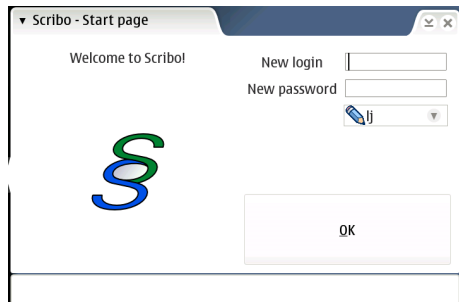 Scribo - Start page
Welcome to Scribo!
New login
New password
lj
OK